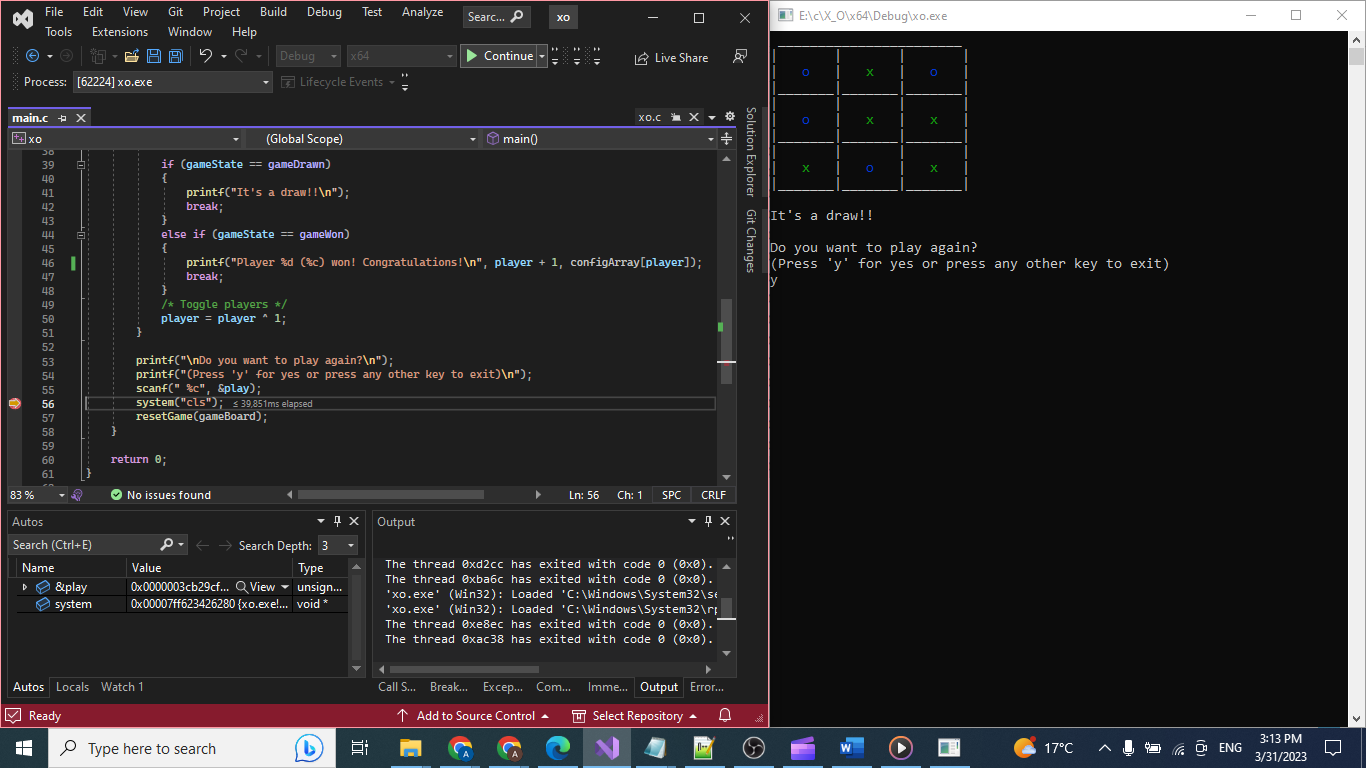 File Edit View Git Project Build Debug Test Analyze Searc... xo
Tools Extensions Window Help
Debug x64 Continue Live Share
Process: [62224] xo.exe Lifecycle Events
main.c xo.c
xo (Global Scope) main()
38
39 if (gameState == gameDrawn)
40 {
41 printf("It's a draw!!\n");
42 break;
43 }
44 else if (gameState == gameWon)
45 {
46 printf("Player %d (%c) won! Congratulations!\n", player + 1, configArray[player]);
47 break;
48 }
49 /* Toggle players */
50 player = player ^ 1;
51 }
52
53 printf("\nDo you want to play again?\n");
54 printf("(Press 'y' for yes or press any other key to exit)\n");
55 scanf(" %c", &play);
56 system("cls"); ≤ 39,851ms elapsed
57 resetGame(gameBoard);
58 }
59
60 return 0;
61 }
83 % No issues found Ln: 56 Ch: 1 SPC CRLF
Solution Explorer
Git Changes
Autos
Search (Ctrl+E) Search Depth: 3
Name Value Type
&play 0x0000003cb29cf... View unsign...
system 0x00007ff623426280 {xo.exe!... void *
Autos Locals Watch 1
Output
The thread 0xd2cc has exited with code 0 (0x0).
The thread 0xba6c has exited with code 0 (0x0).
'xo.exe' (Win32): Loaded 'C:\Windows\System32\se
'xo.exe' (Win32): Loaded 'C:\Windows\System32\rp
The thread 0xe8ec has exited with code 0 (0x0).
The thread 0xac38 has exited with code 0 (0x0).
Call S... Break... Excep... Com... Imme... Output Error...
Ready Add to Source Control Select Repository
E:\c\X_O\x64\Debug\xo.exe
o x o
o x x
x o x
It's a draw!!
Do you want to play again?
(Press 'y' for yes or press any other key to exit)
y
Type here to search 17°C ENG 3:13 PM
3/31/2023